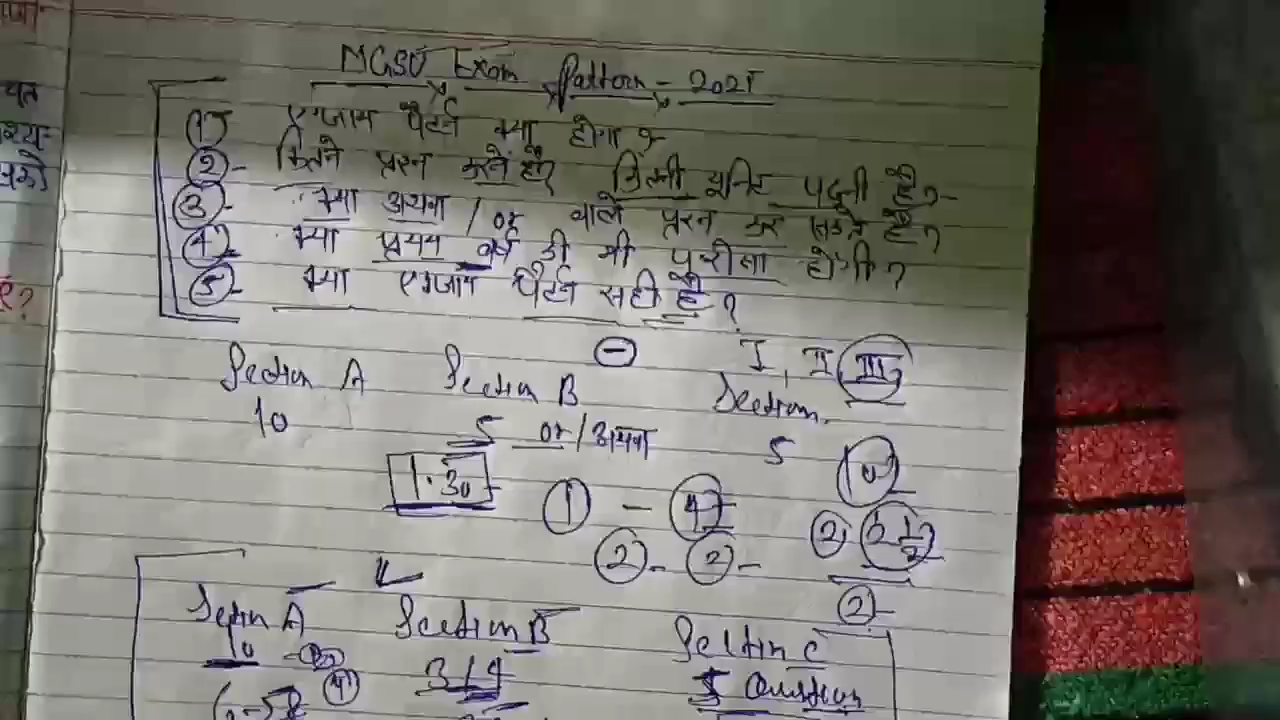 MGSU Exam Pattern - 2021
(1) एग्जाम पैटर्न क्या होगा ?
(2)- कितने प्रश्न करने है? कितनी यूनिट पढ़नी है?-
(3)- क्या अथवा / or वाले प्रश्न कर सकते है?
(4)- क्या प्रथम वर्ष की भी परीक्षा होगी?
(5)- क्या एग्जाम पैटर्न सही है ?
I, II III
Section A Section B Section
10 5 or/अथवा 5 10
1.30 1 - 4
2 - 2 -
2
Section A Section B Section C
10 3/4 5 Question